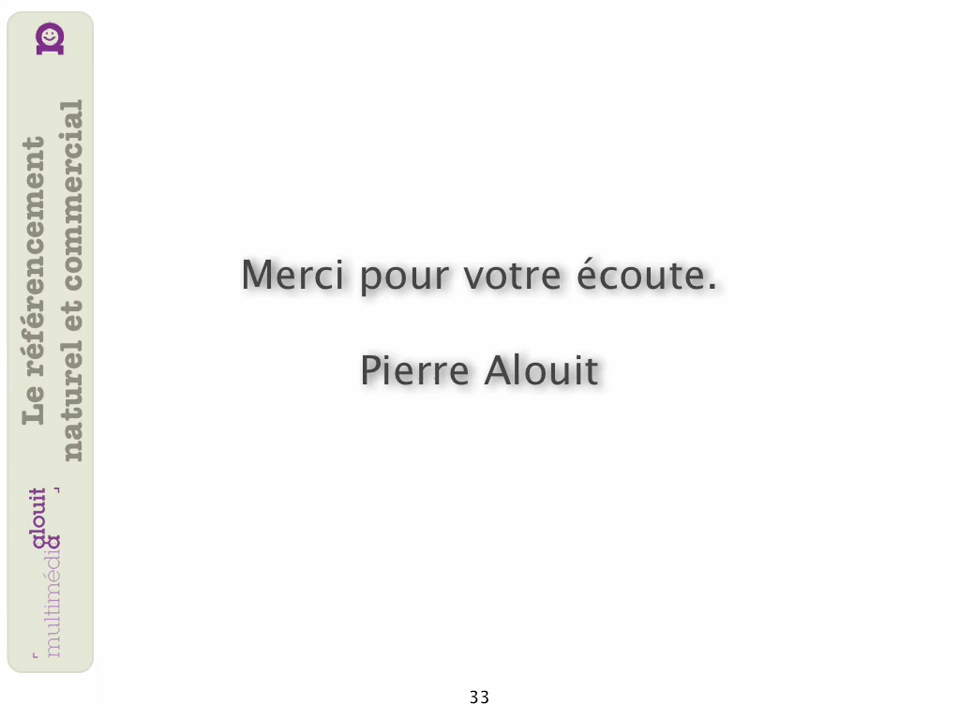 Le référencement
naturel et commercial
alouit
multimédia
Merci pour votre écoute.
Pierre Alouit
33